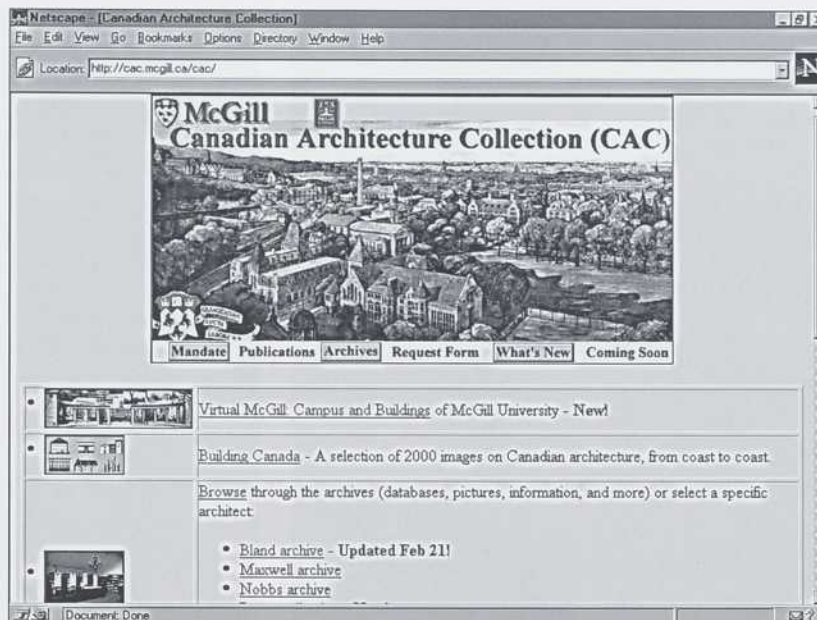 Netscape - [Canadian Architecture Collection]
File Edit View Go Bookmarks Options Directory Window Help
Location: http://cac.mcgill.ca/cac/
N
McGill
Canadian Architecture Collection (CAC)
Mandate Publications Archives Request Form What's New Coming Soon
Virtual McGill: Campus and Buildings of McGill University - New!
Building Canada - A selection of 2000 images on Canadian architecture, from coast to coast.
Browse through the archives (databases, pictures, information, and more) or select a specific
architect:
Bland archive - Updated Feb 21!
Maxwell archive
Nobbs archive
Document: Done